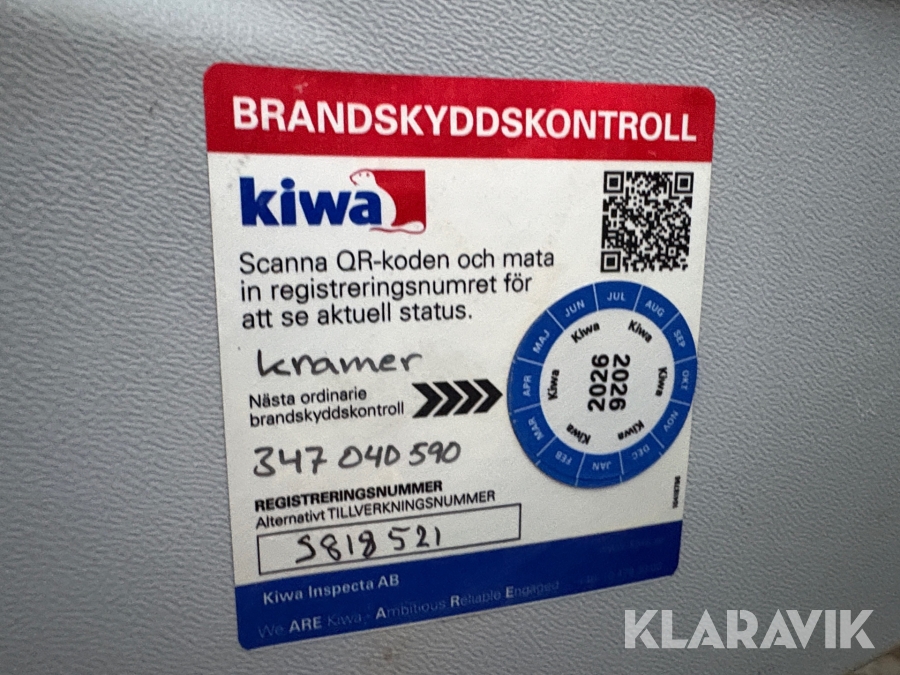 BRANDSKYDDSKONTROLL
kiwa
Scanna QR-koden och mata
in registreringsnumret för
att se aktuell status.
kramer
Nästa ordinarie
brandskyddskontroll
JAN FEB MAR APR MAJ JUN JUL AUG SEP OKT NOV DEC
Kiwa Kiwa Kiwa Kiwa Kiwa Kiwa
2026
2026
347 040 590
REGISTRERINGSNUMMER
Alternativt TILLVERKNINGSNUMMER
S818521
Kiwa Inspecta AB
We ARE Kiwa - Ambitious Reliable Engaged
KLARAVIK